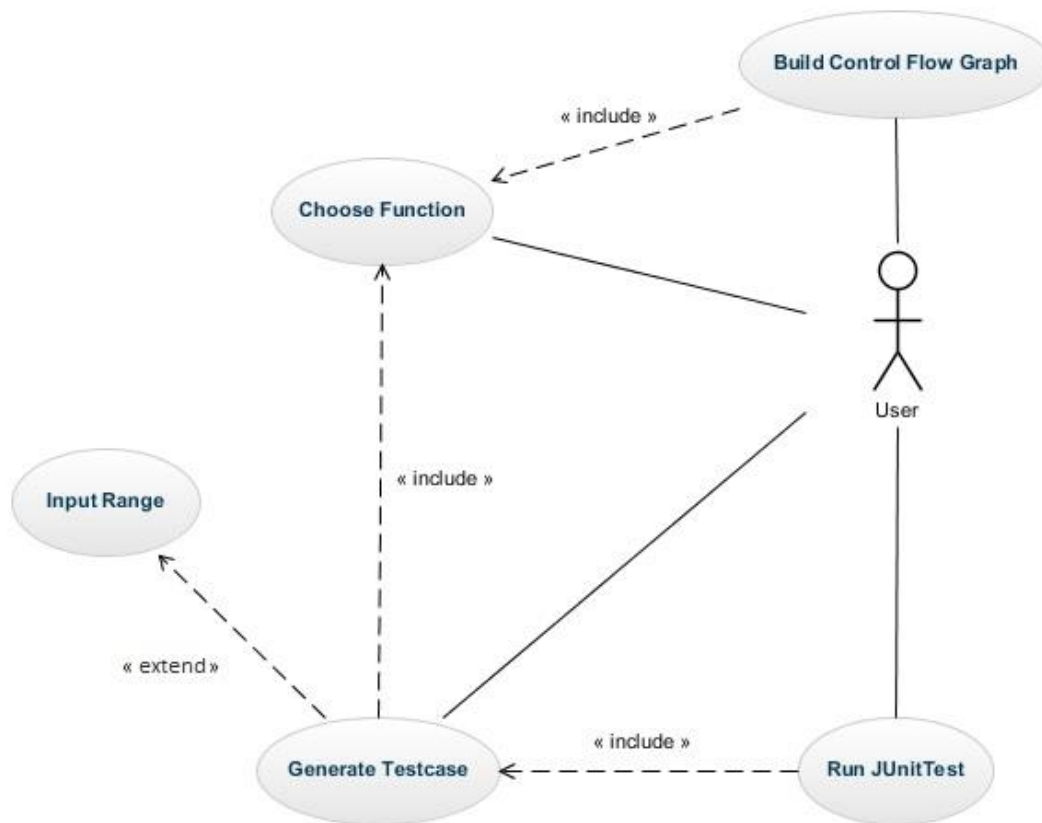 Build Control Flow Graph
« include »
Choose Function
User
« include »
Input Range
« extend »
« include »
Generate Testcase
Run JUnitTest